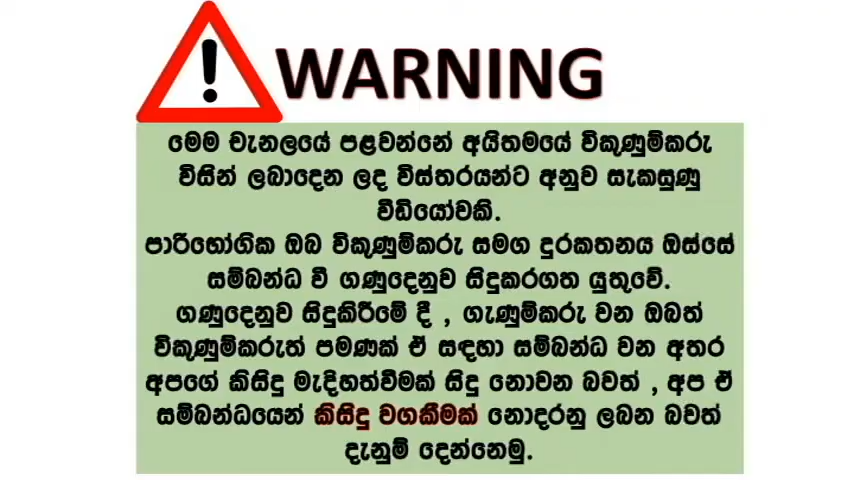 WARNING
මෙම චැනලයේ පළවන්නේ අයිතමයේ විකුණුම්කරු
විසින් ලබාදෙන ලද විස්තරයන්ට අනුව සැකසුණු
වීඩියෝවකි.
පාරිභෝගික ඔබ විකුණුම්කරු සමග දුරකතනය ඔස්සේ
සම්බන්ධ වී ගණුදෙනුව සිදුකරගත යුතුවේ.
ගණුදෙනුව සිදුකිරීමේ දී , ගැණුම්කරු වන ඔබත්
විකුණුම්කරුත් පමණක් ඒ සඳහා සම්බන්ධ වන අතර
අපගේ කිසිදු මැදිහත්වීමක් සිදු නොවන බවත් , අප ඒ
සම්බන්ධයෙන් කිසිදු වගකීමක් නොදරනු ලබන බවත්
දැනුම් දෙන්නෙමු.